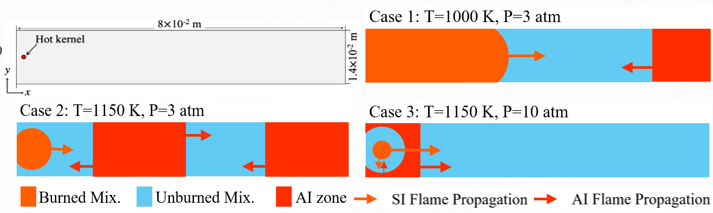 8×10⁻² m
Hot kernel
1.4×10⁻² m
y
x
Case 1: T=1000 K, P=3 atm
Case 2: T=1150 K, P=3 atm
Case 3: T=1150 K, P=10 atm
Burned Mix.
Unburned Mix.
AI zone
SI Flame Propagation
AI Flame Propagation